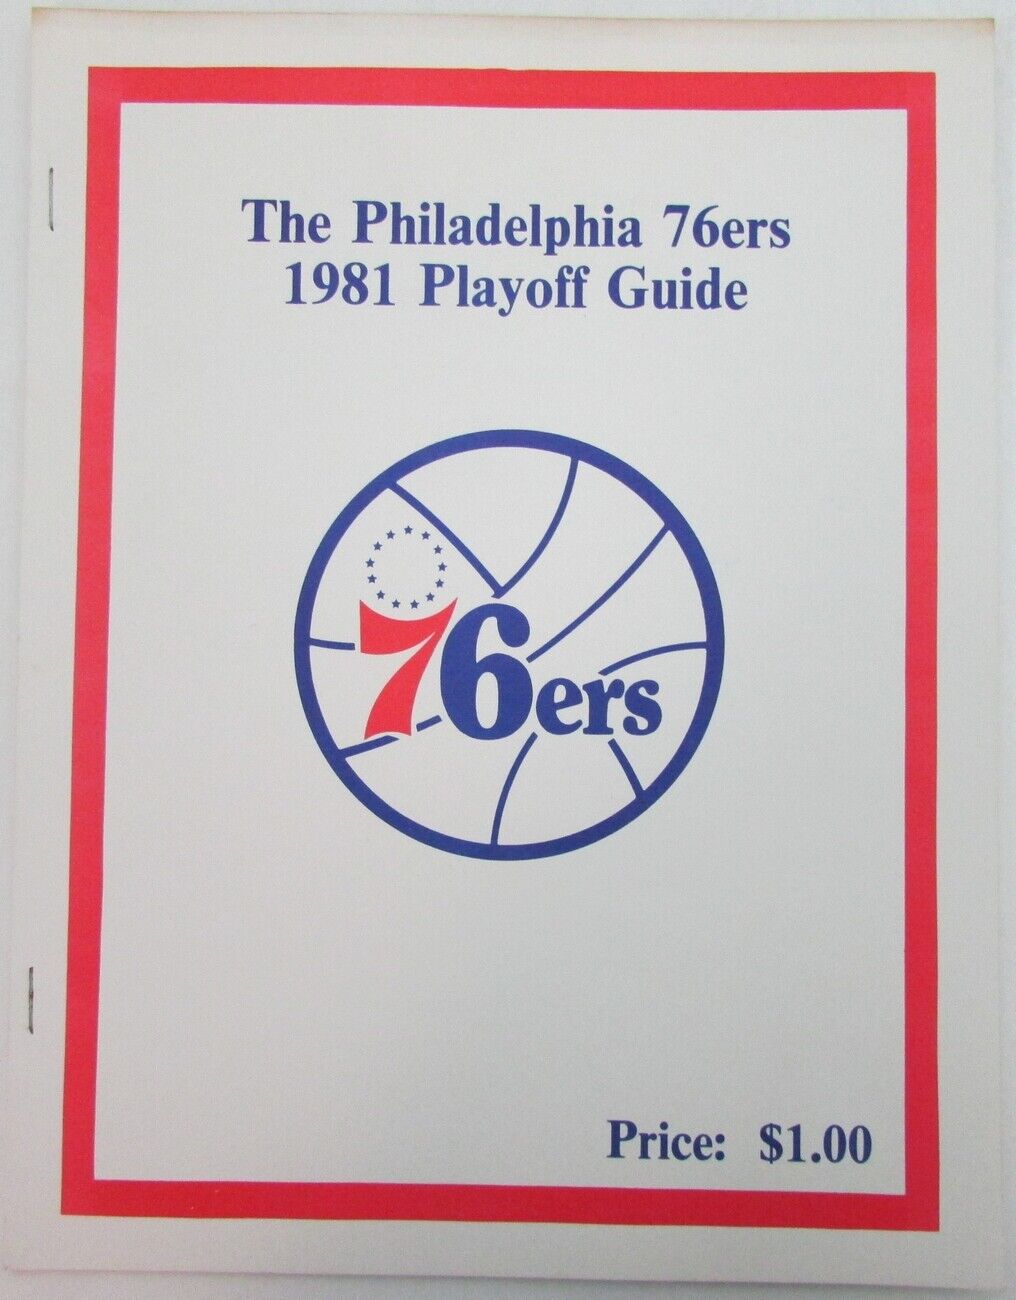 The Philadelphia 76ers
1981 Playoff Guide
76ers
Price: $1.00